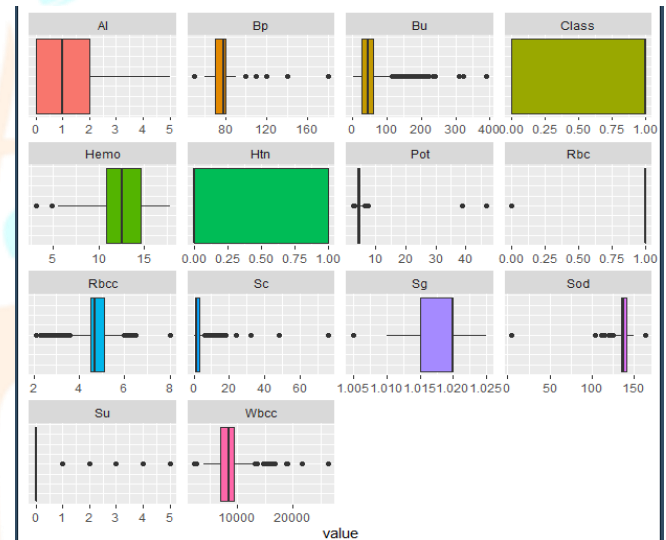 Al Bp Bu Class
0 1 2 3 4 5 80 120 160 0 100 200 300 4000 0.00 0.25 0.50 0.75 1.00
Hemo Htn Pot Rbc
5 10 15 0.00 0.25 0.50 0.75 1.00 10 20 30 40 0.00 0.25 0.50 0.75 1.00
Rbcc Sc Sg Sod
2 4 6 8 0 20 40 60 1.005 1.010 1.015 1.020 1.025 0 50 100 150
Su Wbcc
0 1 2 3 4 5 10000 20000
value